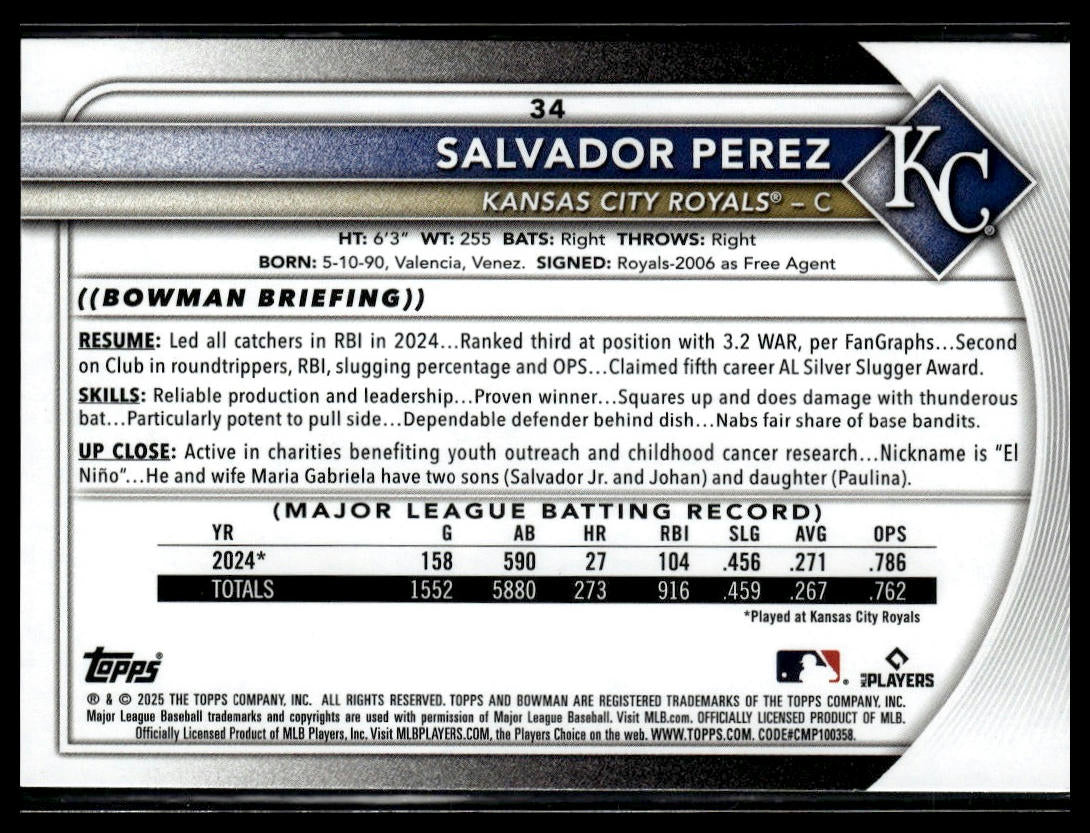 34
SALVADOR PEREZ
KANSAS CITY ROYALS® – C
KC®
HT: 6'3" WT: 255 BATS: Right THROWS: Right
BORN: 5-10-90, Valencia, Venez. SIGNED: Royals-2006 as Free Agent
((BOWMAN BRIEFING))
RESUME: Led all catchers in RBI in 2024...Ranked third at position with 3.2 WAR, per FanGraphs...Second
on Club in roundtrippers, RBI, slugging percentage and OPS...Claimed fifth career AL Silver Slugger Award.
SKILLS: Reliable production and leadership...Proven winner...Squares up and does damage with thunderous
bat...Particularly potent to pull side...Dependable defender behind dish...Nabs fair share of base bandits.
UP CLOSE: Active in charities benefiting youth outreach and childhood cancer research...Nickname is "El
Niño"...He and wife Maria Gabriela have two sons (Salvador Jr. and Johan) and daughter (Paulina).
(MAJOR LEAGUE BATTING RECORD)
YR G AB HR RBI SLG AVG OPS
2024* 158 590 27 104 .456 .271 .786
TOTALS 1552 5880 273 916 .459 .267 .762
*Played at Kansas City Royals
Topps® MLB PLAYERS
® & © 2025 THE TOPPS COMPANY, INC. ALL RIGHTS RESERVED. TOPPS AND BOWMAN ARE REGISTERED TRADEMARKS OF THE TOPPS COMPANY, INC.
Major League Baseball trademarks and copyrights are used with permission of Major League Baseball. Visit MLB.com. OFFICIALLY LICENSED PRODUCT OF MLB.
Officially Licensed Product of MLB Players, Inc. Visit MLBPLAYERS.COM, the Players Choice on the web. WWW.TOPPS.COM. CODE#CMP100358.